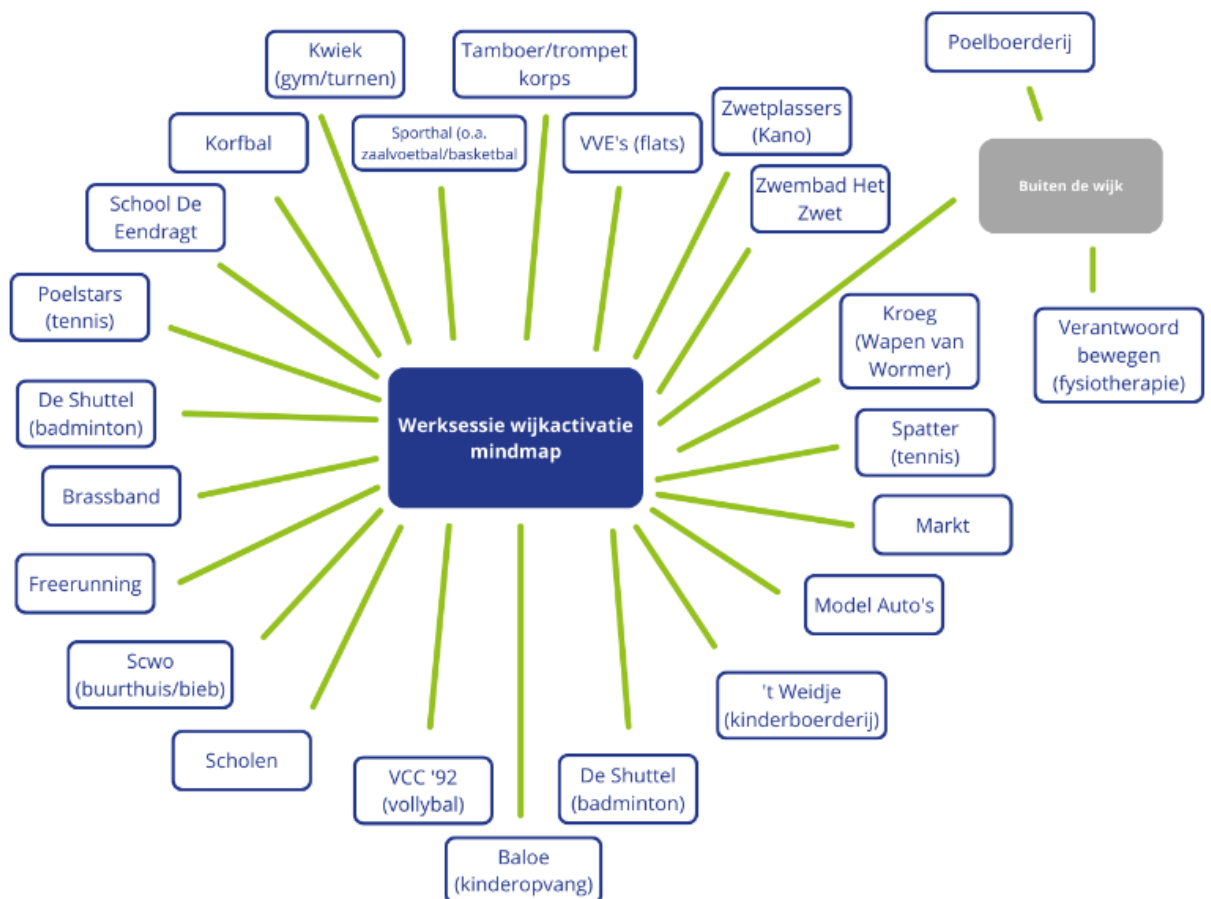 Kwiek
(gym/turnen)
Tamboer/trompet
korps
Poelboerderij
Korfbal
Sporthal (o.a.
zaalvoetbal/basketbal
VVE's (flats)
Zwetplassers
(Kano)
Buiten de wijk
School De
Eendragt
Zwembad Het
Zwet
Poelstars
(tennis)
Kroeg
(Wapen van
Wormer)
Verantwoord
bewegen
(fysiotherapie)
De Shuttel
(badminton)
Werksessie wijkactivatie
mindmap
Spatter
(tennis)
Brassband
Markt
Freerunning
Model Auto's
Scwo
(buurthuis/bieb)
't Weidje
(kinderboerderij)
Scholen
VCC '92
(vollybal)
De Shuttel
(badminton)
Baloe
(kinderopvang)